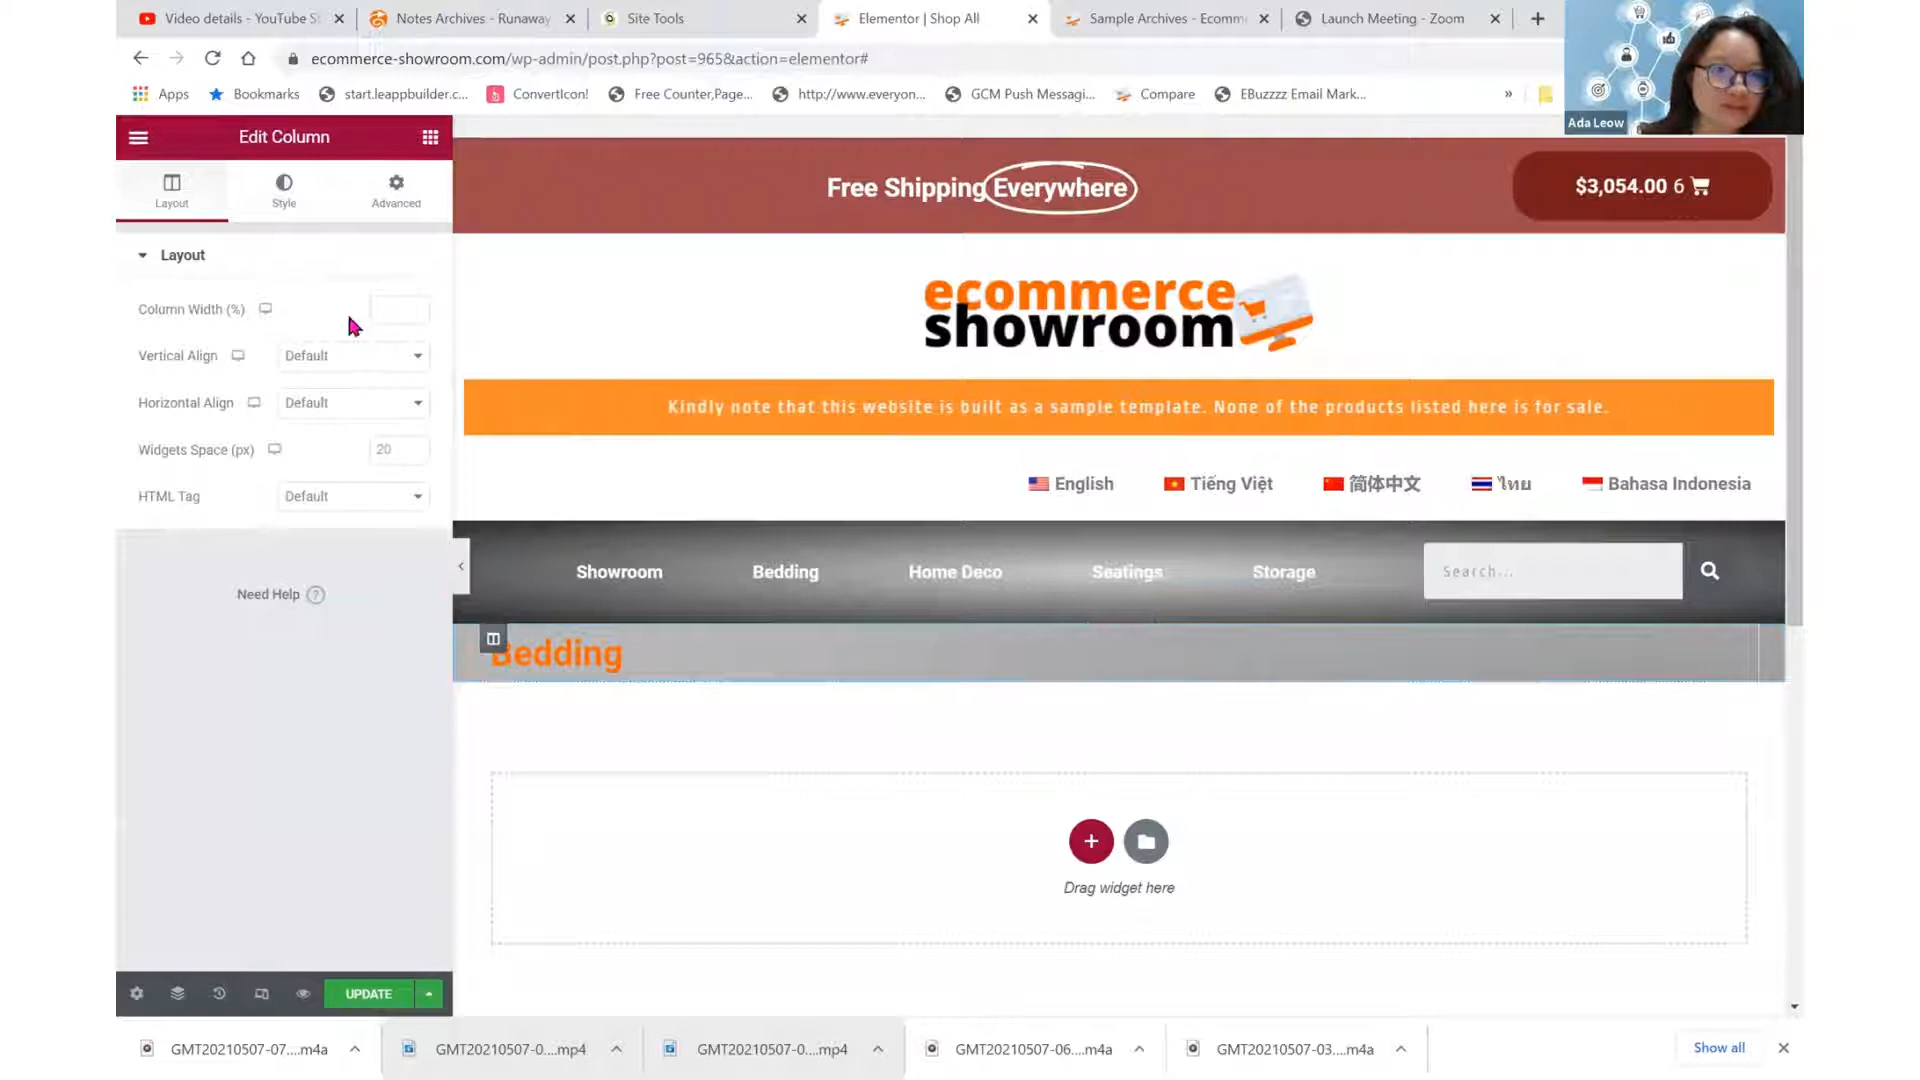 Video details - YouTube St
Notes Archives - Runaway
Site Tools
Elementor | Shop All
Sample Archives - Ecomm
Launch Meeting - Zoom
ecommerce-showroom.com/wp-admin/post.php?post=965&action=elementor#
Apps
Bookmarks
start.leappbuilder.c...
ConvertIcon!
Free Counter,Page...
http://www.everyon...
GCM Push Messagi...
Compare
EBuzzzz Email Mark...
»
Ada Leow
Edit Column
Layout
Style
Advanced
Layout
Column Width (%)
Vertical Align
Default
Horizontal Align
Default
Widgets Space (px)
20
HTML Tag
Default
Need Help ?
UPDATE
Free Shipping Everywhere
$3,054.00 6
ecommerce
showroom
Kindly note that this website is built as a sample template. None of the products listed here is for sale.
English
Tiếng Việt
简体中文
ไทย
Bahasa Indonesia
Showroom
Bedding
Home Deco
Seatings
Storage
Search...
Bedding
Drag widget here
GMT20210507-07....m4a
GMT20210507-0....mp4
GMT20210507-0....mp4
GMT20210507-06....m4a
GMT20210507-03....m4a
Show all